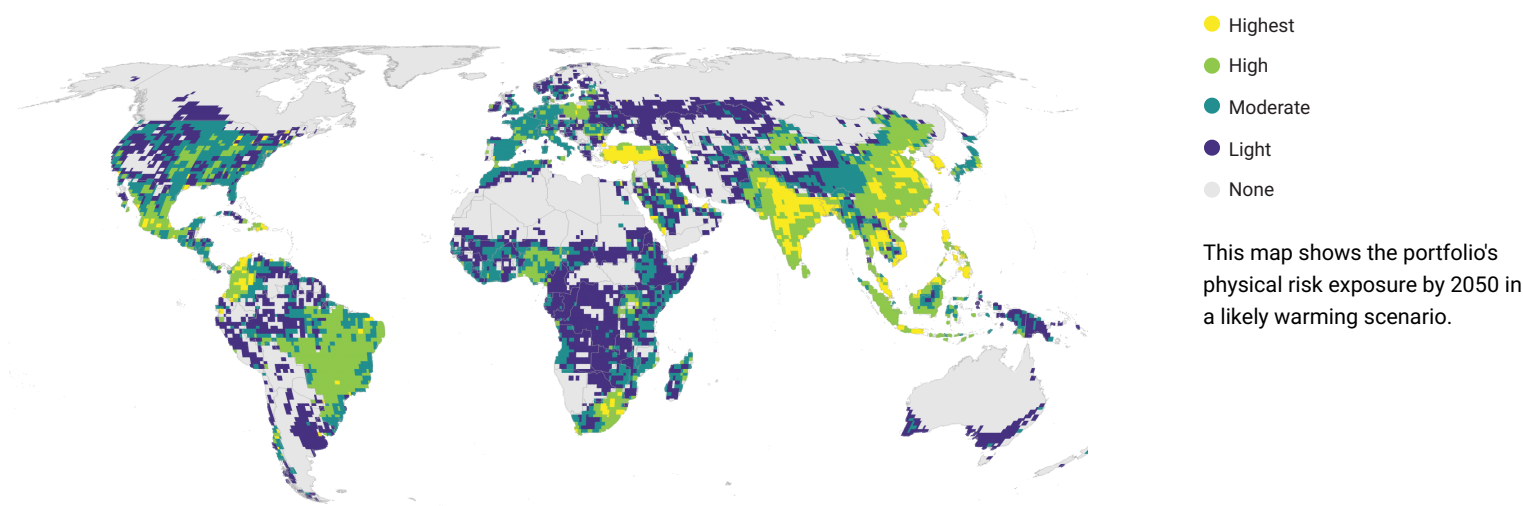 Highest
High
Moderate
Light
None
This map shows the portfolio's
physical risk exposure by 2050 in
a likely warming scenario.